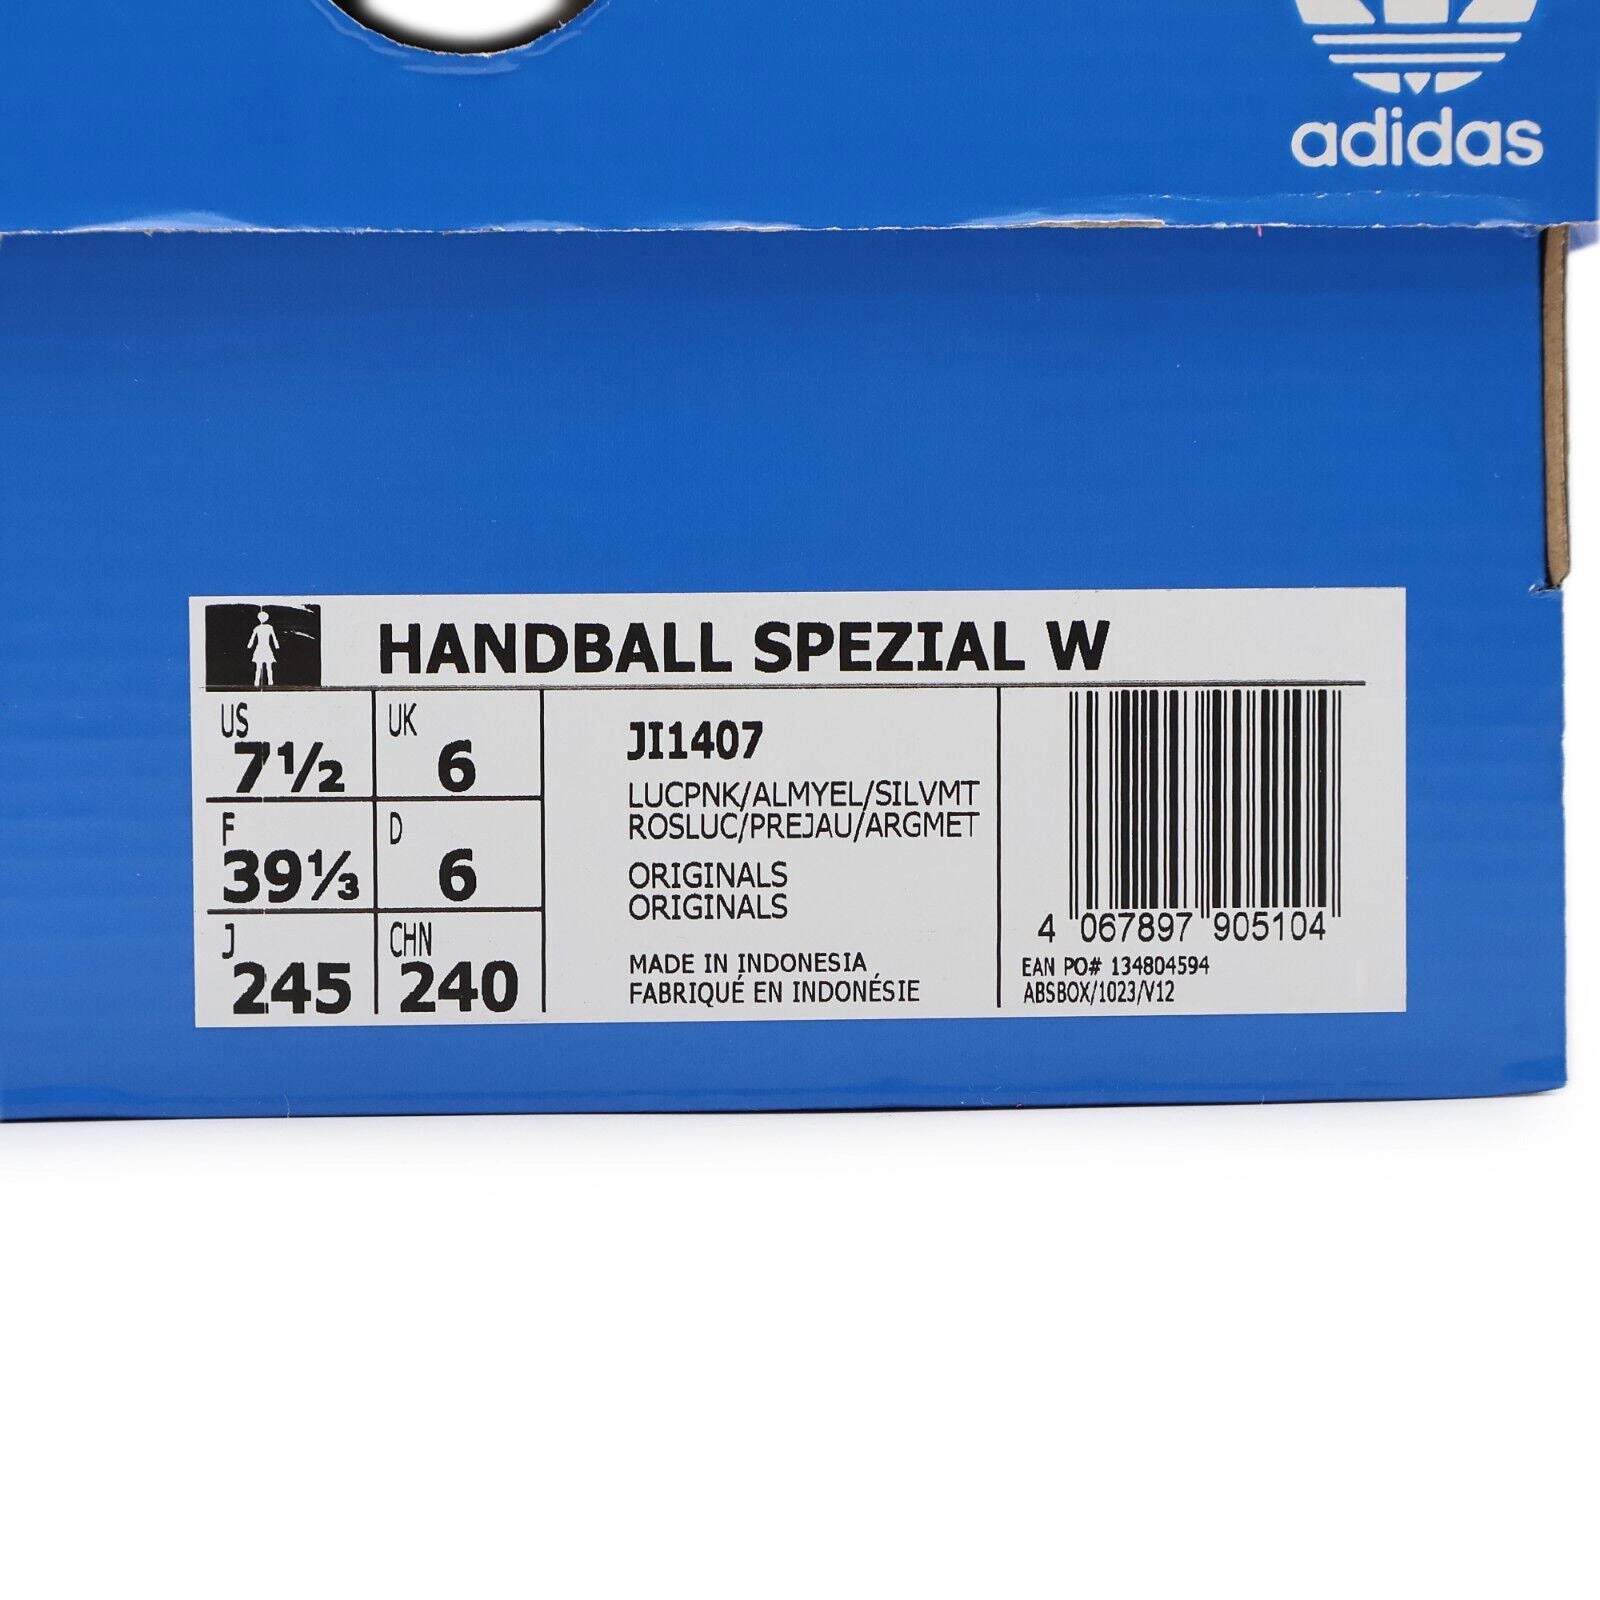 adidas
HANDBALL SPEZIAL W
US 7½ UK 6
F 39⅓ D 6
J 245 CHN 240
JI1407
LUCPNK/ALMYEL/SILVMT
ROSLUC/PREJAU/ARGMET
ORIGINALS
ORIGINALS
MADE IN INDONESIA
FABRIQUÉ EN INDONÉSIE
4 067897 905104
EAN PO# 134804594
ABSBOX/1023/V12